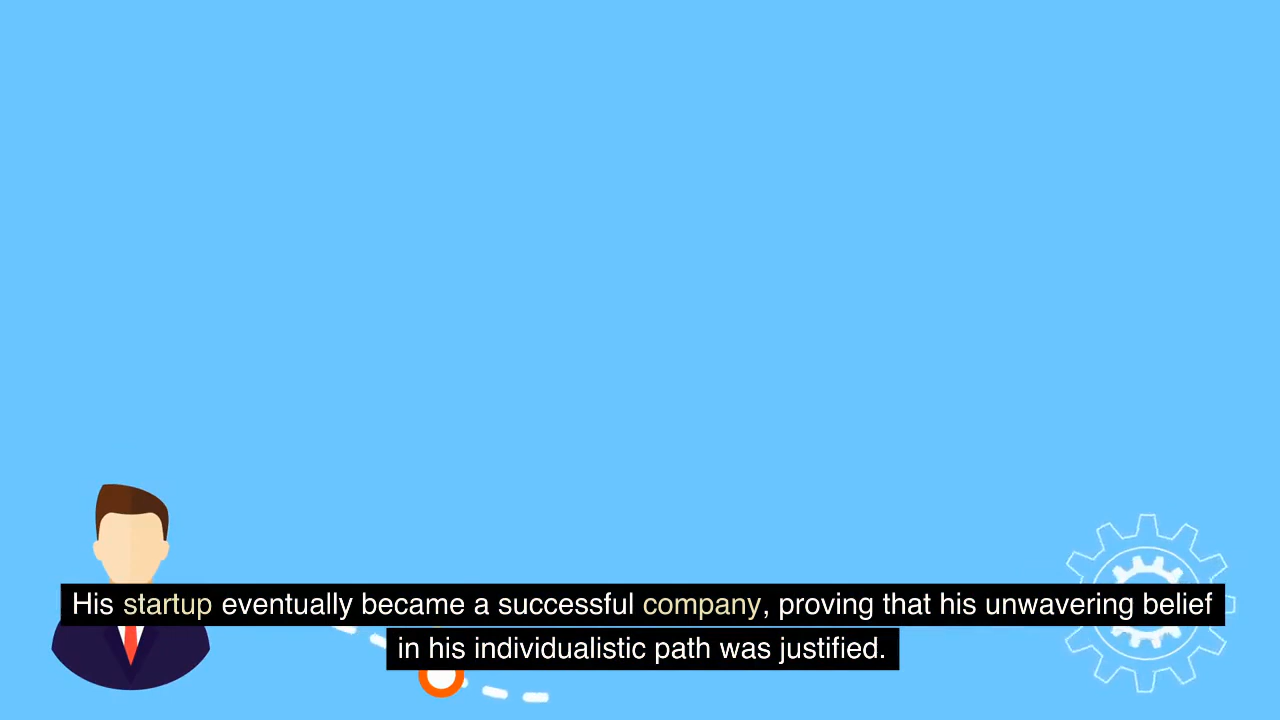 His startup eventually became a successful company, proving that his unwavering belief
in his individualistic path was justified.